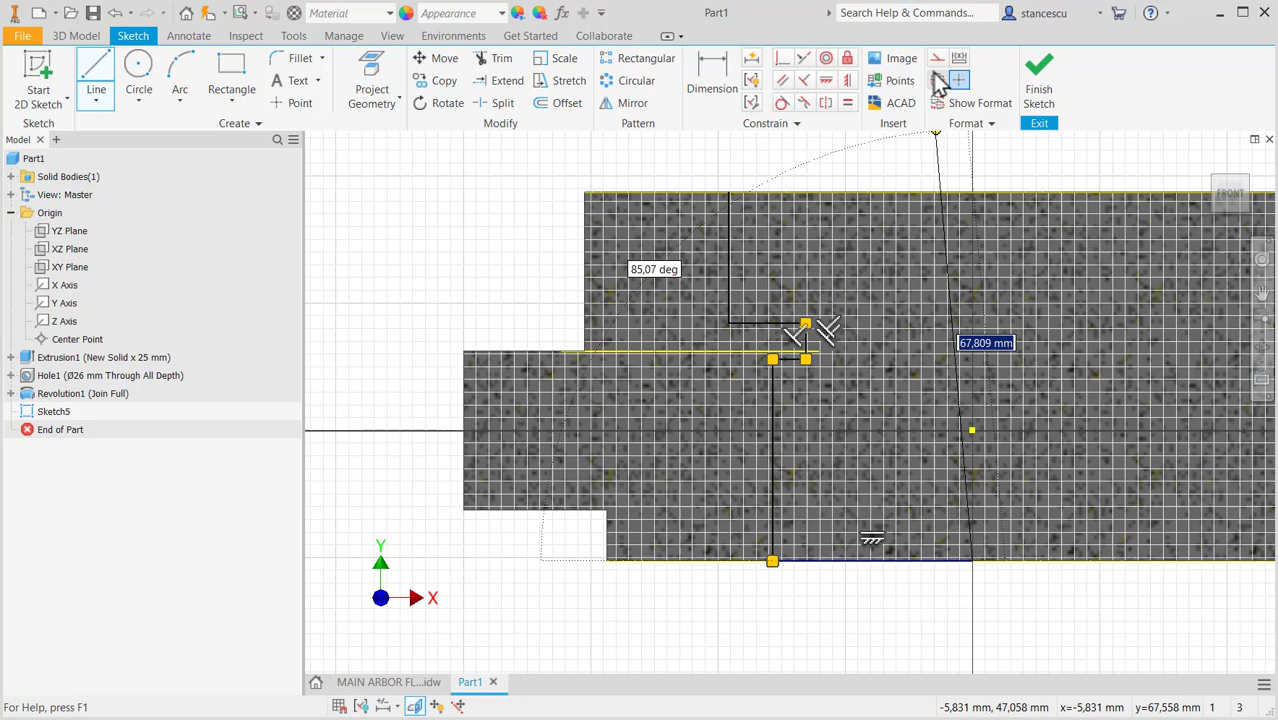 PRO
Material
Appearance
Part1
Search Help & Commands...
stancescu
File
3D Model
Sketch
Annotate
Inspect
Tools
Manage
View
Environments
Get Started
Collaborate
Start
2D Sketch
Line
Circle
Arc
Rectangle
Fillet
Text
Point
Project
Geometry
Move
Copy
Rotate
Trim
Extend
Split
Scale
Stretch
Offset
Rectangular
Circular
Mirror
Dimension
Image
Points
ACAD
Show Format
Finish
Sketch
Sketch
Create
Modify
Pattern
Constrain
Insert
Format
Exit
Model
Part1
Solid Bodies(1)
View: Master
Origin
YZ Plane
XZ Plane
XY Plane
X Axis
Y Axis
Z Axis
Center Point
Extrusion1 (New Solid x 25 mm)
Hole1 (Ø26 mm Through All Depth)
Revolution1 (Join Full)
Sketch5
End of Part
FRONT
85,07 deg
67,809 mm
Y
X
MAIN ARBOR FL...idw
Part1
For Help, press F1
-5,831 mm, 47,058 mm
x=-5,831 mm
y=67,558 mm
1
3